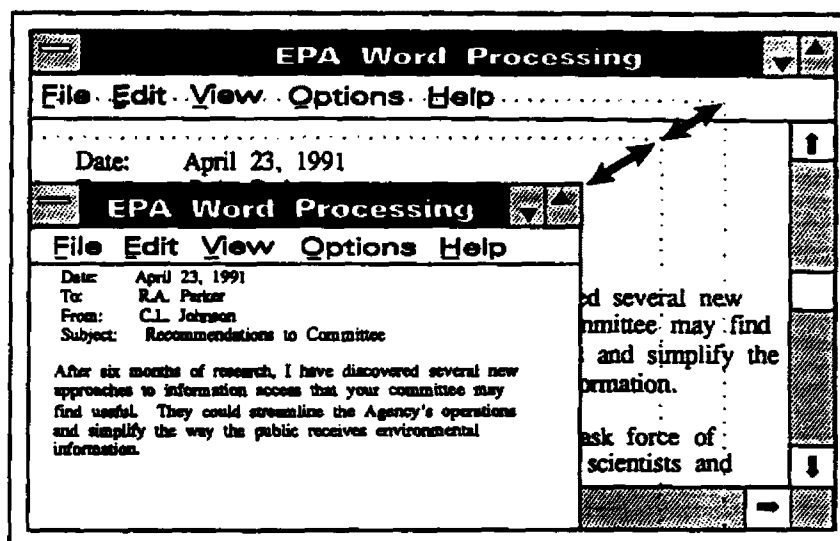 EPA Word Processing
File Edit View Options Help
Date: April 23, 1991
EPA Word Processing
File Edit View Options Help
Date: April 23, 1991
To: R.A. Parker
From: C.L. Johnson
Subject: Recommendations to Committee
After six months of research, I have discovered several new
approaches to information access that your committee may
find useful. They could streamline the Agency's operations
and simplify the way the public receives environmental
information.
ed several new
mmittee may find
and simplify the
ormation.
ask force of
scientists and